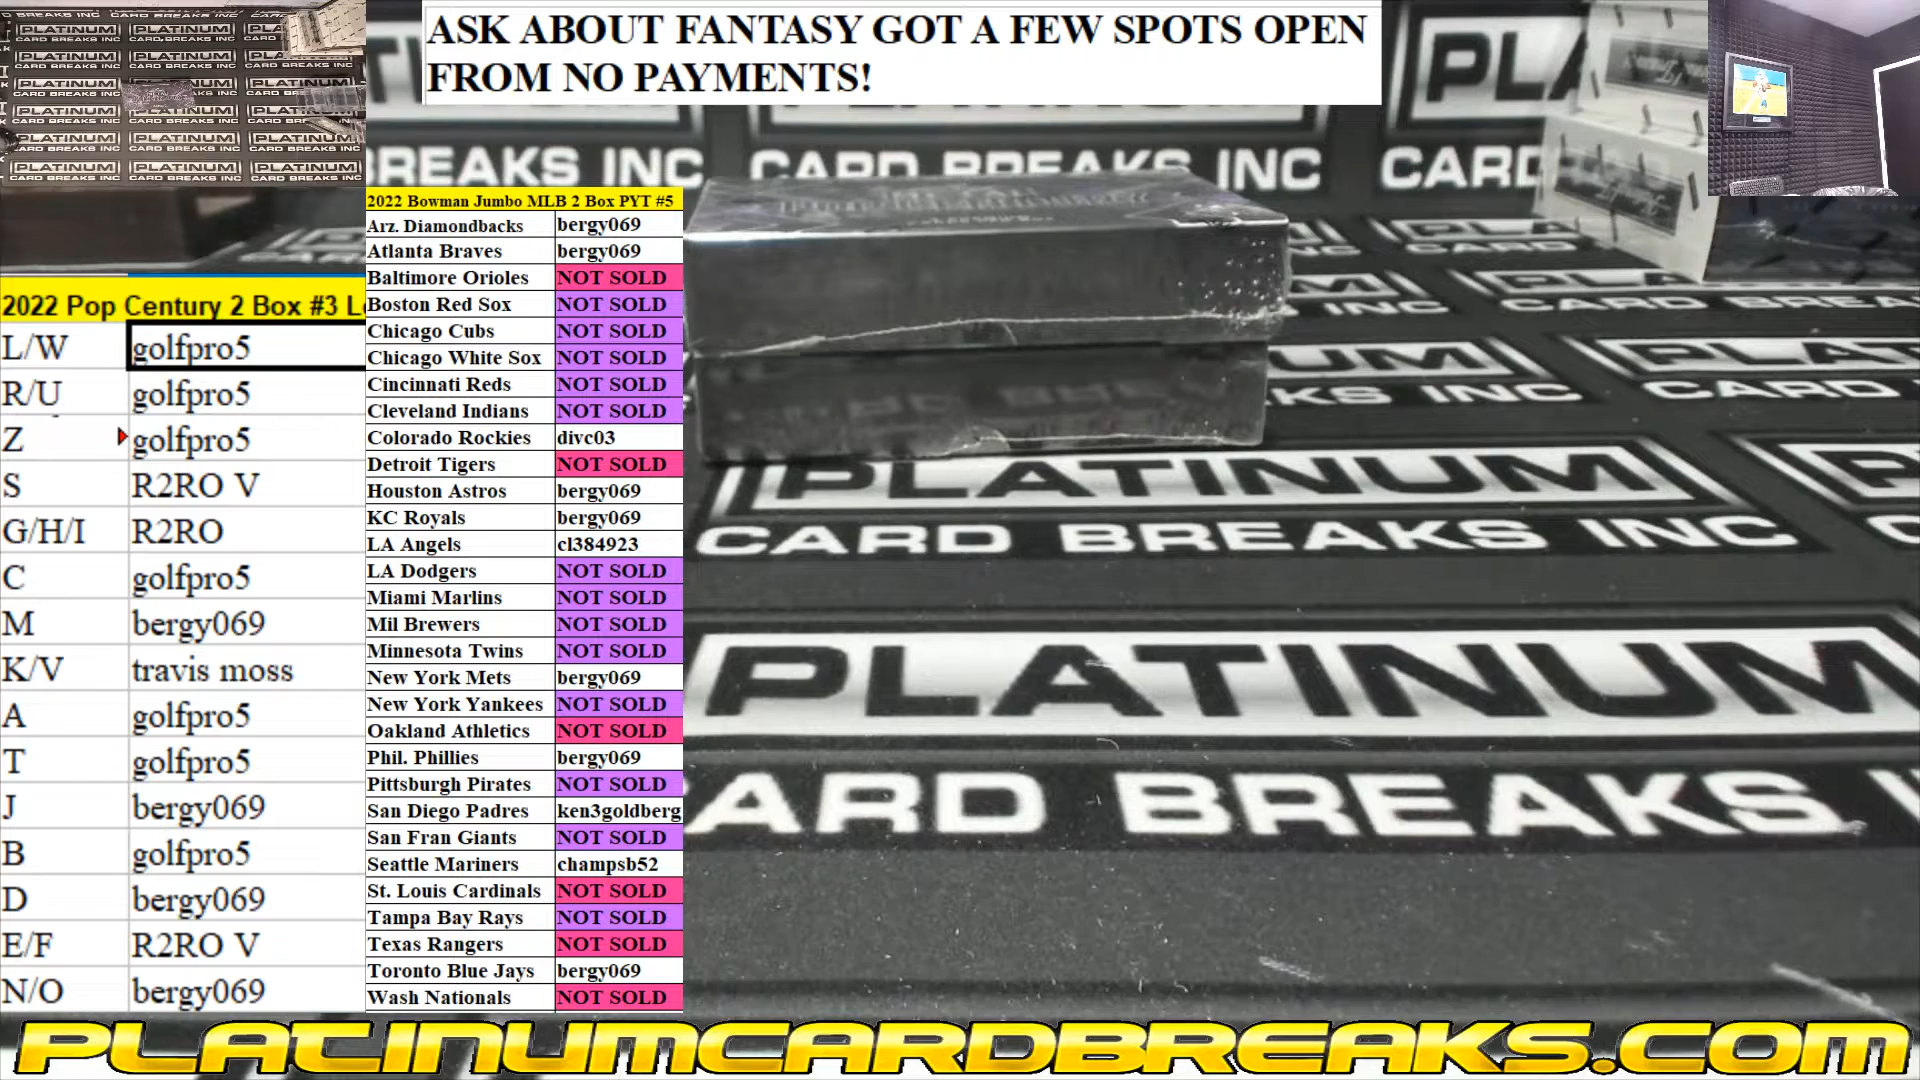 ASK ABOUT FANTASY GOT A FEW SPOTS OPEN
FROM NO PAYMENTS!
2022 Bowman Jumbo MLB 2 Box PYT #5
Arz. Diamondbacks bergy069
Atlanta Braves bergy069
Baltimore Orioles NOT SOLD
Boston Red Sox NOT SOLD
Chicago Cubs NOT SOLD
Chicago White Sox NOT SOLD
Cincinnati Reds NOT SOLD
Cleveland Indians NOT SOLD
Colorado Rockies divc03
Detroit Tigers NOT SOLD
Houston Astros bergy069
KC Royals bergy069
LA Angels cl384923
LA Dodgers NOT SOLD
Miami Marlins NOT SOLD
Mil Brewers NOT SOLD
Minnesota Twins NOT SOLD
New York Mets bergy069
New York Yankees NOT SOLD
Oakland Athletics NOT SOLD
Phil. Phillies bergy069
Pittsburgh Pirates NOT SOLD
San Diego Padres ken3goldberg
San Fran Giants NOT SOLD
Seattle Mariners champsb52
St. Louis Cardinals NOT SOLD
Tampa Bay Rays NOT SOLD
Texas Rangers NOT SOLD
Toronto Blue Jays bergy069
Wash Nationals NOT SOLD
2022 Pop Century 2 Box #3
L/W golfpro5
R/U golfpro5
Z golfpro5
S R2RO V
G/H/I R2RO
C golfpro5
M bergy069
K/V travis moss
A golfpro5
T golfpro5
J bergy069
B golfpro5
D bergy069
E/F R2RO V
N/O bergy069
BREAKS INC CARD BREAKS INC CARD
PLATINUM
CARD BREAKS INC
PLATINUM
CARD BREAKS
PLATINUMCARDBREAKS.COM